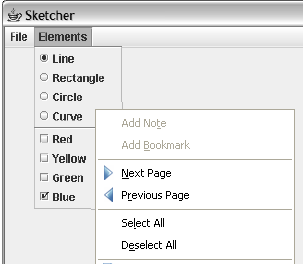 Sketcher
File Elements
Line
Rectangle
Circle
Curve
Red
Yellow
Green
Blue
Add Note
Add Bookmark
Next Page
Previous Page
Select All
Deselect All